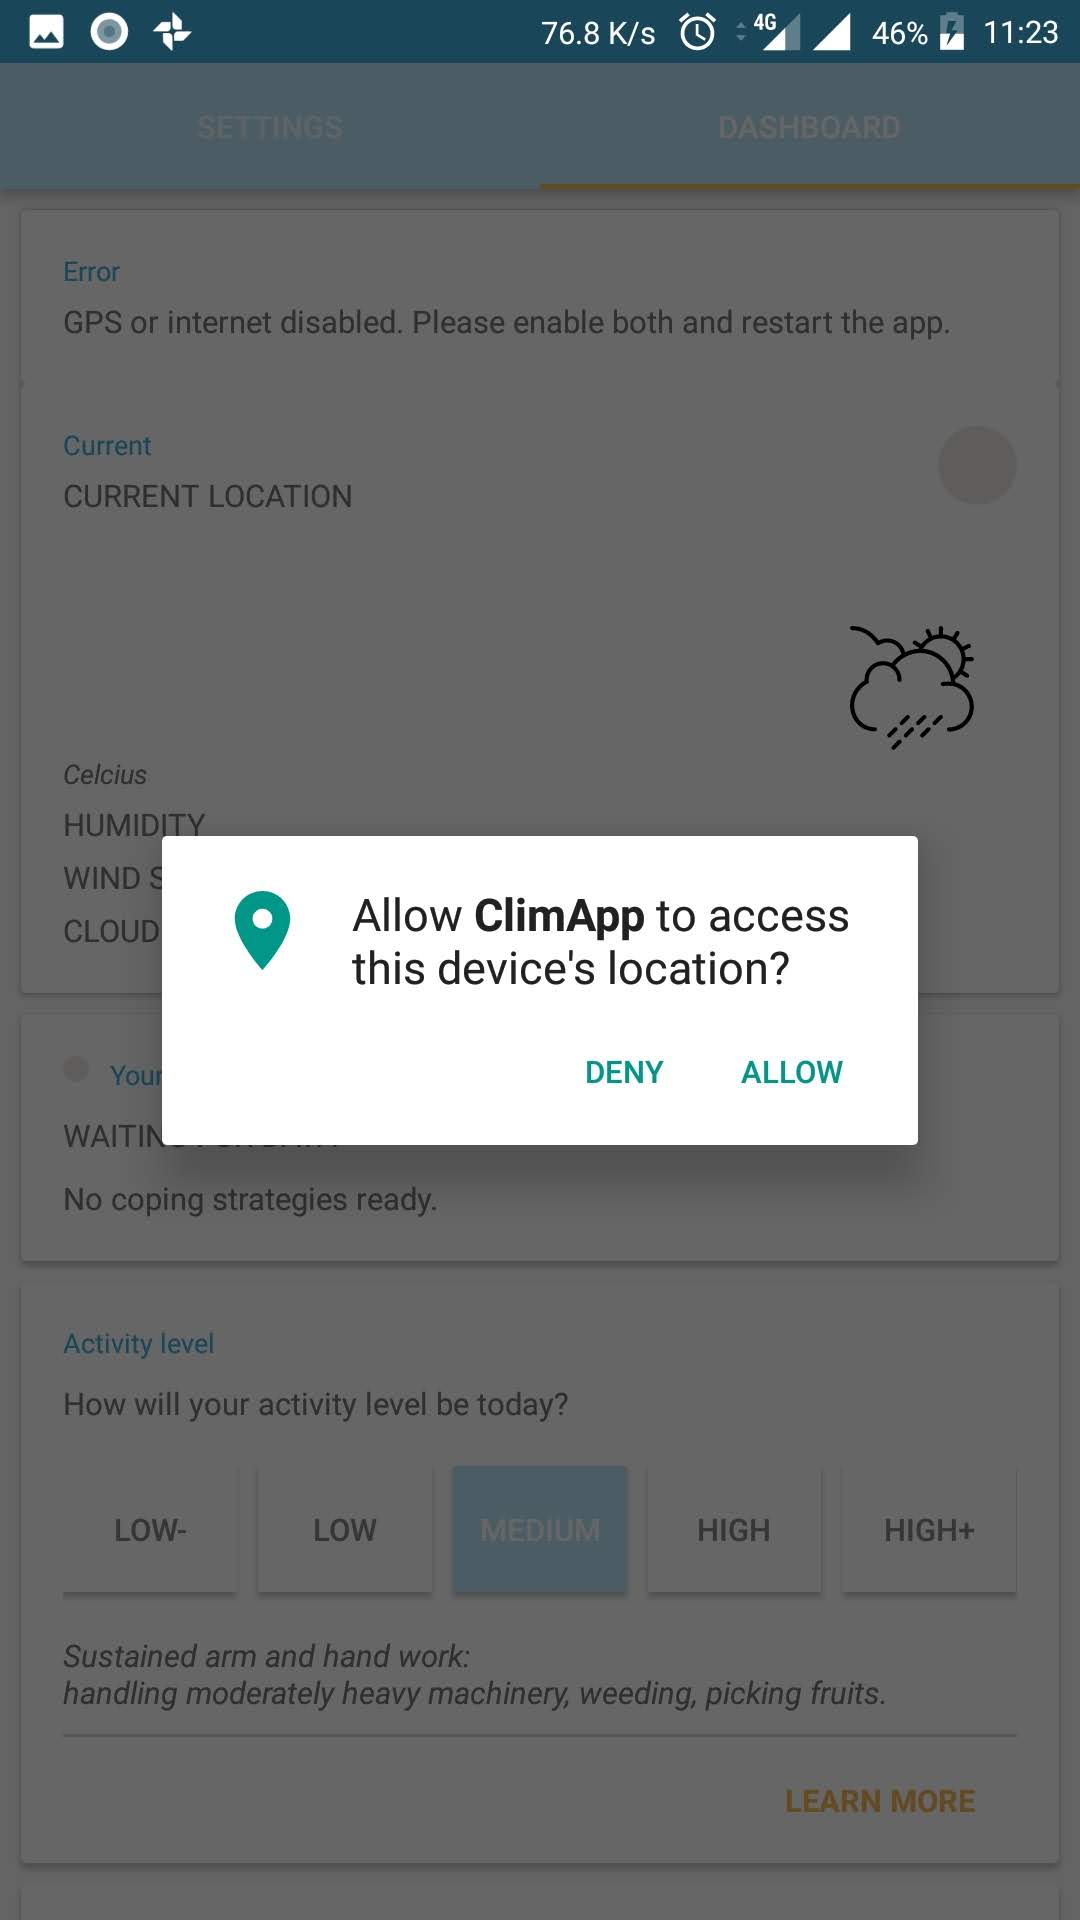 76.8 K/s 4G 46% 11:23
SETTINGS DASHBOARD
Error
GPS or internet disabled. Please enable both and restart the app.
Current
CURRENT LOCATION
Celcius
HUMIDITY
WIND S
CLOUD
Allow ClimApp to access
this device's location?
DENY ALLOW
Your
WAITING
No coping strategies ready.
Activity level
How will your activity level be today?
LOW- LOW MEDIUM HIGH HIGH+
Sustained arm and hand work:
handling moderately heavy machinery, weeding, picking fruits.
LEARN MORE